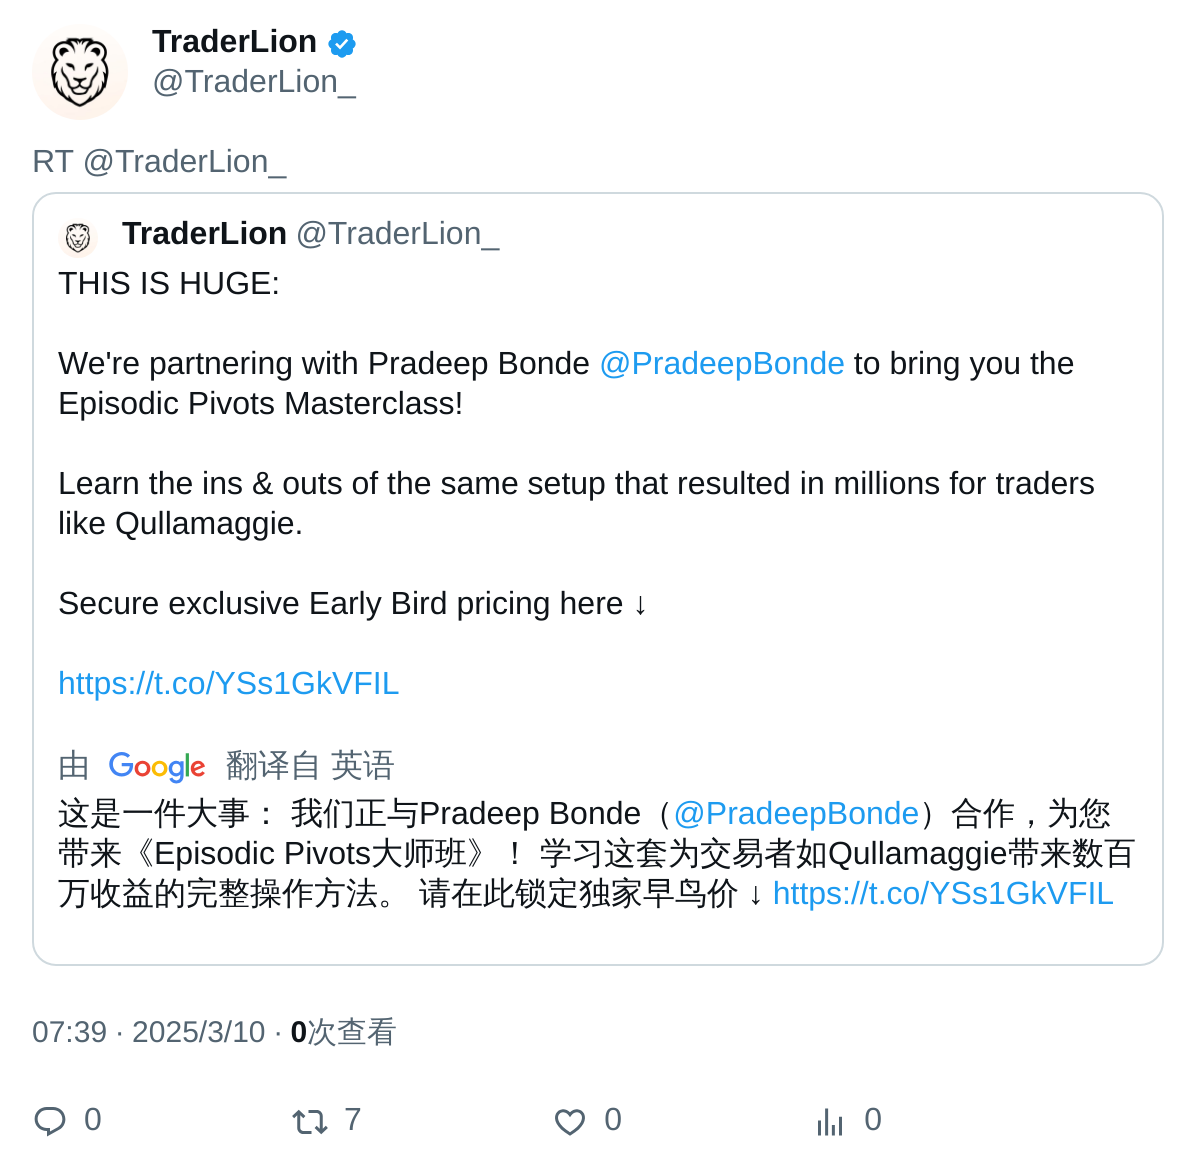 TraderLion
@TraderLion_
RT @TraderLion_
TraderLion @TraderLion_
THIS IS HUGE:
We're partnering with Pradeep Bonde @PradeepBonde to bring you the
Episodic Pivots Masterclass!
Learn the ins & outs of the same setup that resulted in millions for traders
like Qullamaggie.
Secure exclusive Early Bird pricing here ↓
https://t.co/YSs1GkVFIL
由 Google 翻译自 英语
这是一件大事： 我们正与Pradeep Bonde（@PradeepBonde）合作，为您
带来《Episodic Pivots大师班》！ 学习这套为交易者如Qullamaggie带来数百
万收益的完整操作方法。 请在此锁定独家早鸟价 ↓ https://t.co/YSs1GkVFIL
07:39 · 2025/3/10 · 0次查看
0 7 0 0